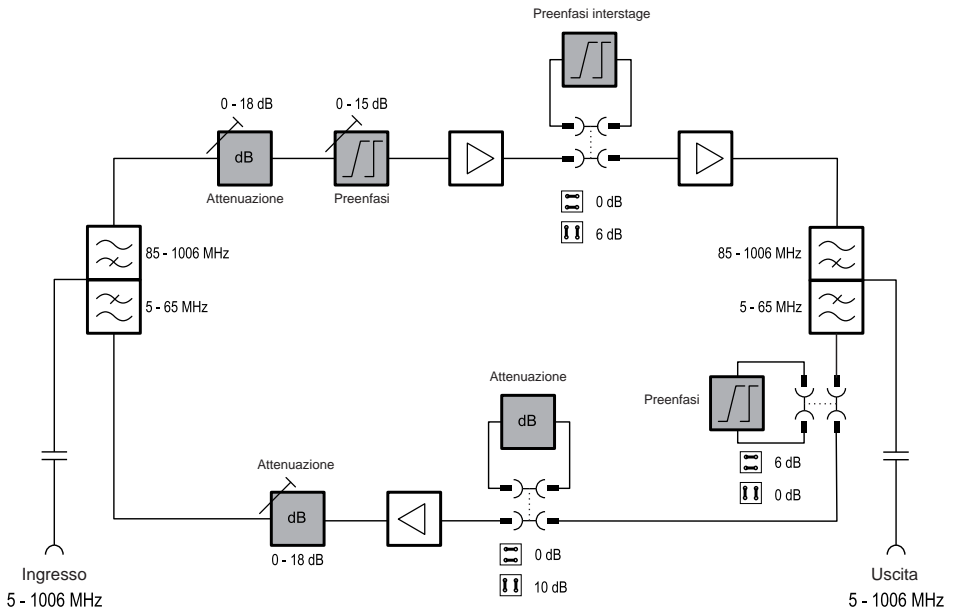 Preenfasi interstage
0 - 18 dB
0 - 15 dB
dB
Attenuazione
Preenfasi
0 dB
6 dB
85 - 1006 MHz
85 - 1006 MHz
5 - 65 MHz
5 - 65 MHz
Attenuazione
dB
Preenfasi
6 dB
0 dB
Attenuazione
dB
0 - 18 dB
0 dB
10 dB
Ingresso
5 - 1006 MHz
Uscita
5 - 1006 MHz